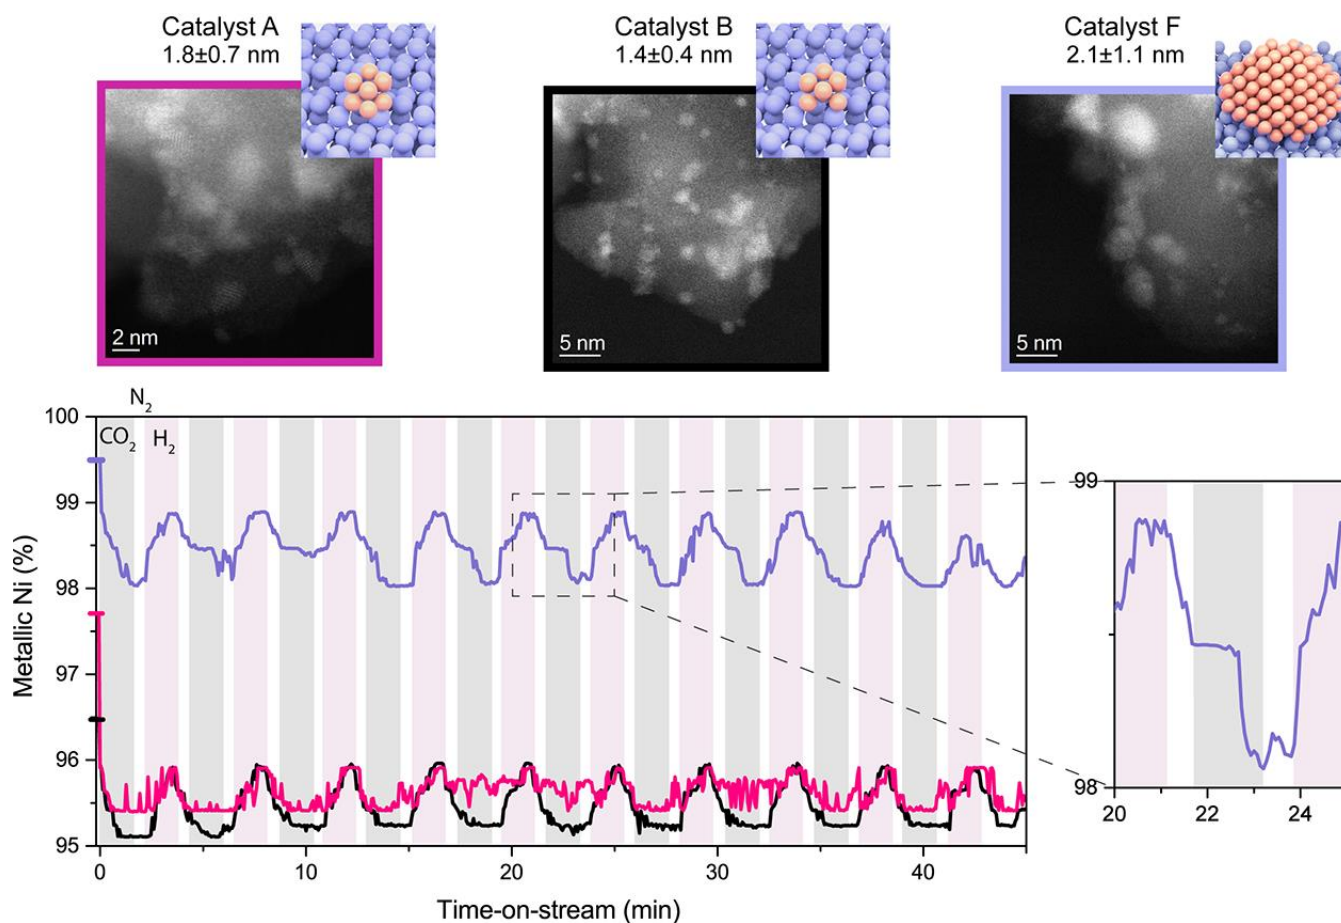 Catalyst A
1.8±0.7 nm
Catalyst B
1.4±0.4 nm
Catalyst F
2.1±1.1 nm
2 nm
5 nm
5 nm
N₂
CO₂ H₂
100
99
98
97
96
95
Metallic Ni (%)
0 10 20 30 40
Time-on-stream (min)
99
98
20 22 24